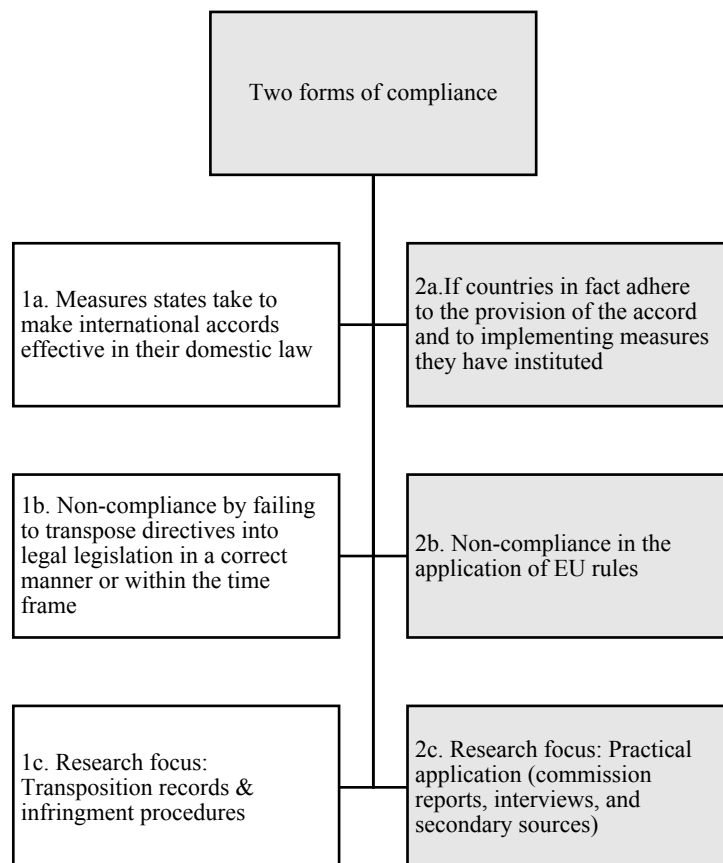 Two forms of compliance
1a. Measures states take to
make international accords
effective in their domestic law
2a.If countries in fact adhere
to the provision of the accord
and to implementing measures
they have instituted
1b. Non-compliance by failing
to transpose directives into
legal legislation in a correct
manner or within the time
frame
2b. Non-compliance in the
application of EU rules
1c. Research focus:
Transposition records &
infringment procedures
2c. Research focus: Practical
application (commission
reports, interviews, and
secondary sources)